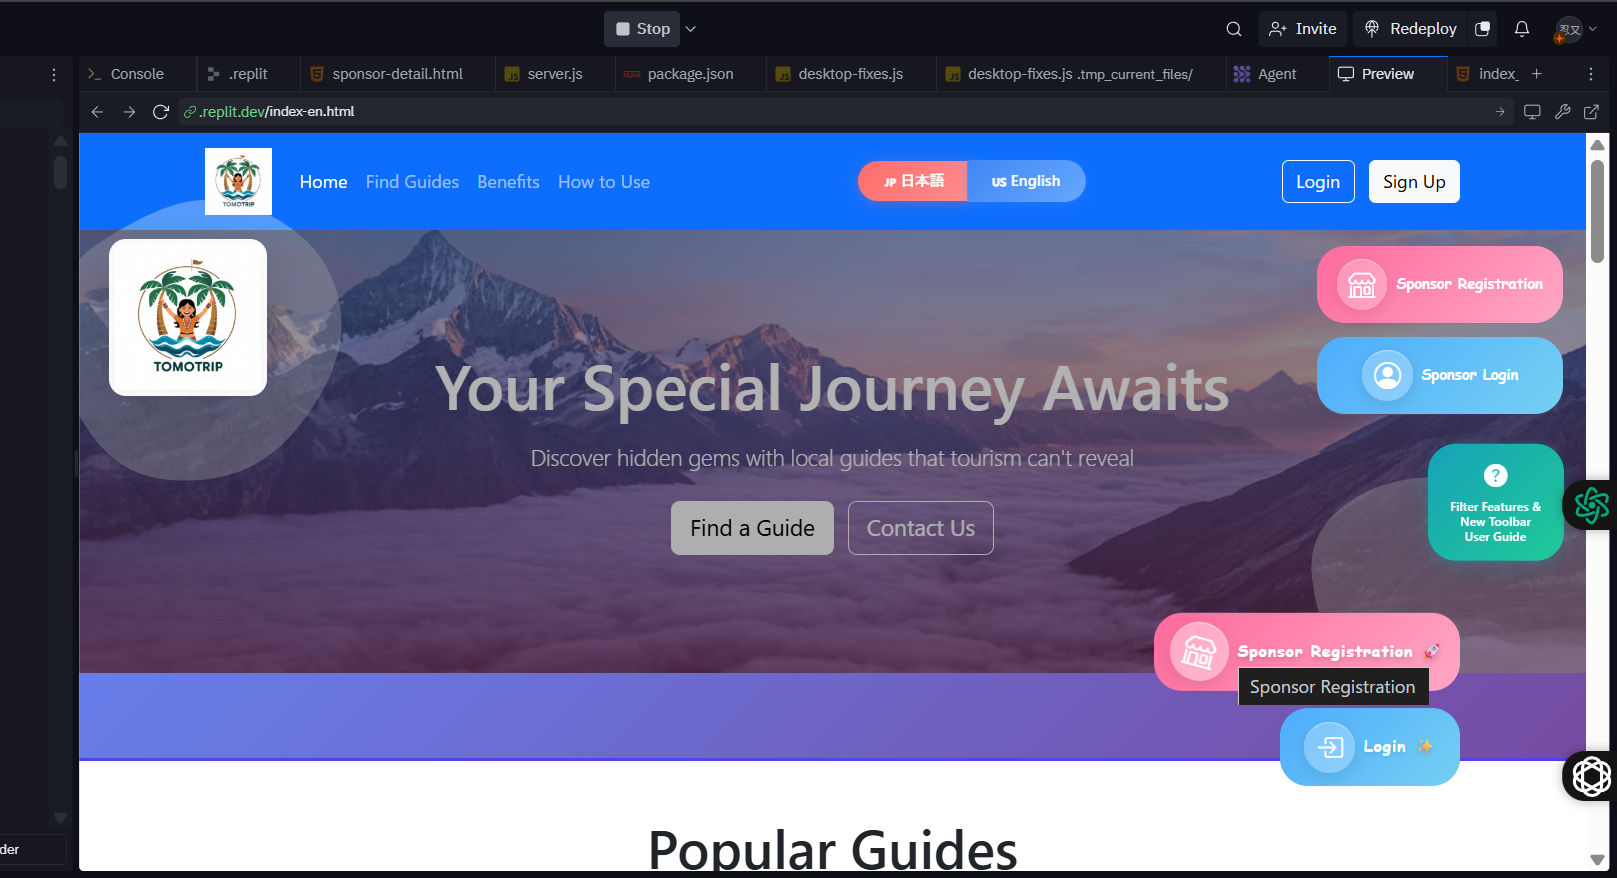 Stop
Invite
Redeploy
忍又
Console
.replit
sponsor-detail.html
server.js
package.json
desktop-fixes.js
desktop-fixes.js .tmp_current_files/
Agent
Preview
index_
.replit.dev/index-en.html
TOMOTRIP
Home
Find Guides
Benefits
How to Use
JP 日本語
US English
Login
Sign Up
TOMOTRIP
Sponsor Registration
Sponsor Login
Your Special Journey Awaits
Discover hidden gems with local guides that tourism can't reveal
Find a Guide
Contact Us
Filter Features &
New Toolbar
User Guide
Sponsor Registration 🚀
Sponsor Registration
Login ✨
Popular Guides
der